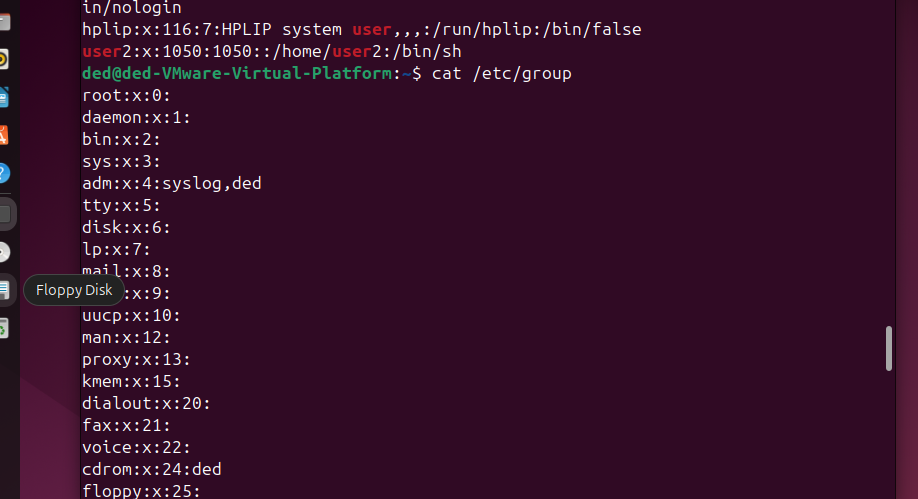 in/nologin
hplip:x:116:7:HPLIP system user,,,:/run/hplip:/bin/false
user2:x:1050:1050::/home/user2:/bin/sh
ded@ded-VMware-Virtual-Platform:~$ cat /etc/group
root:x:0:
daemon:x:1:
bin:x:2:
sys:x:3:
adm:x:4:syslog,ded
tty:x:5:
disk:x:6:
lp:x:7:
mail:x:8:
Floppy Disk
:x:9:
uucp:x:10:
man:x:12:
proxy:x:13:
kmem:x:15:
dialout:x:20:
fax:x:21:
voice:x:22:
cdrom:x:24:ded
floppy:x:25: